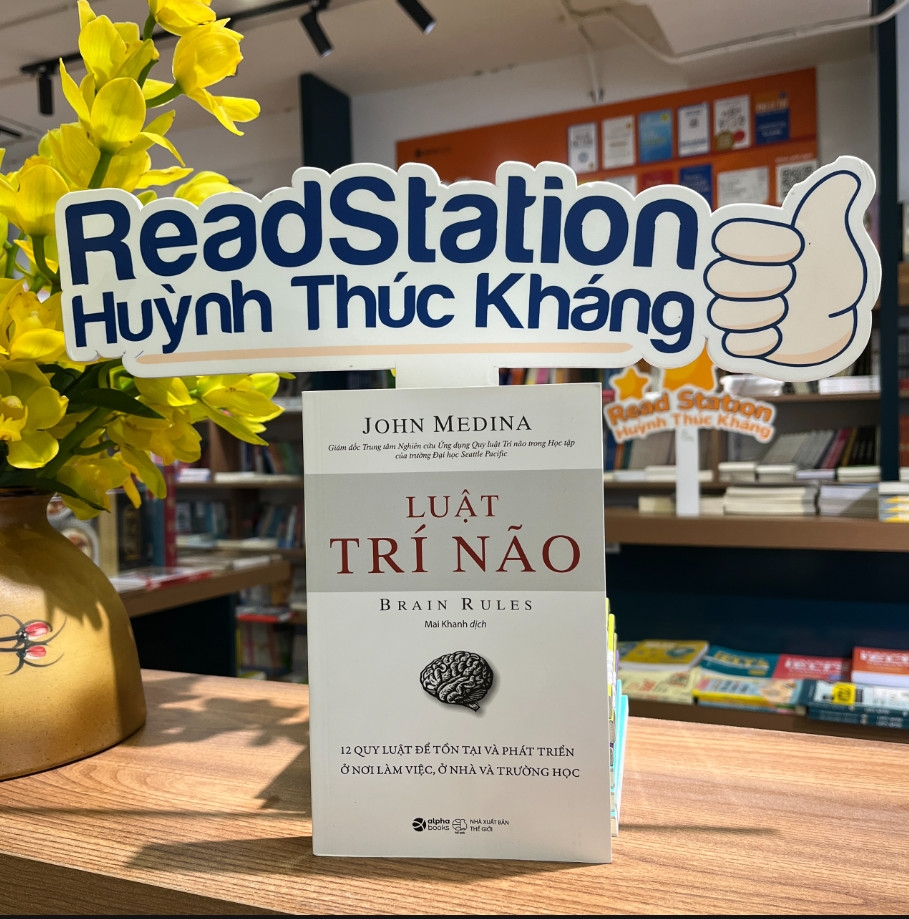 ReadStation
Huỳnh Thúc Kháng
Read Station
Huỳnh Thúc Kháng
JOHN MEDINA
Giám đốc Trung tâm Nghiên cứu Ứng dụng Quy luật Trí não trong Học tập
của trường Đại học Seattle Pacific
LUẬT
TRÍ NÃO
BRAIN RULES
Mai Khanh dịch
12 QUY LUẬT ĐỂ TỒN TẠI VÀ PHÁT TRIỂN
Ở NƠI LÀM VIỆC, Ở NHÀ VÀ TRƯỜNG HỌC
alpha
books
NHÀ XUẤT BẢN
THẾ GIỚI